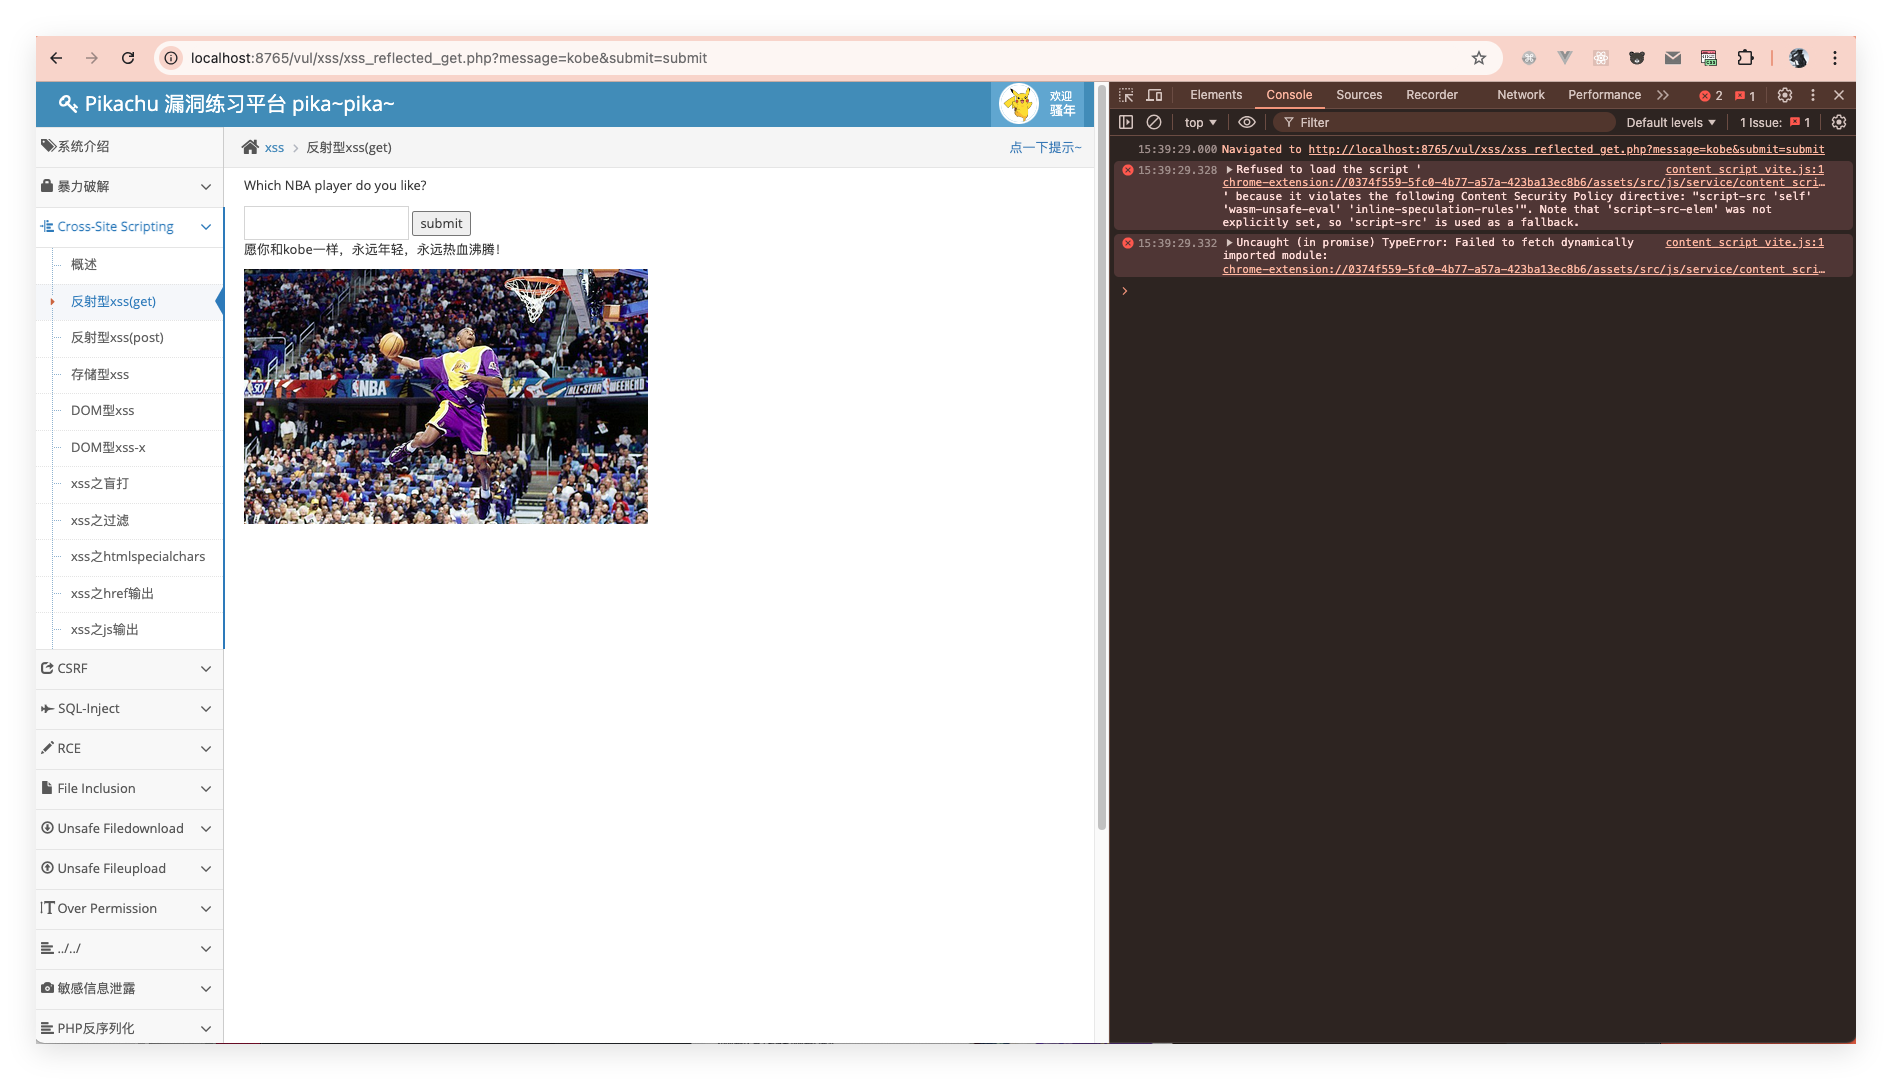 localhost:8765/vul/xss/xss_reflected_get.php?message=kobe&submit=submit
Pikachu 漏洞练习平台 pika~pika~
欢迎
骚年
系统介绍
暴力破解
Cross-Site Scripting
概述
反射型xss(get)
反射型xss(post)
存储型xss
DOM型xss
DOM型xss-x
xss之盲打
xss之过滤
xss之htmlspecialchars
xss之href输出
xss之js输出
CSRF
SQL-Inject
RCE
File Inclusion
Unsafe Filedownload
Unsafe Fileupload
Over Permission
../../
敏感信息泄露
PHP反序列化
xss > 反射型xss(get)
点一下提示~
Which NBA player do you like?
submit
愿你和kobe一样，永远年轻，永远热血沸腾！
NBA
ALL-STAR WEEKEND
Elements Console Sources Recorder Network Performance 2 1
top Filter Default levels 1 Issue: 1
15:39:29.000 Navigated to http://localhost:8765/vul/xss/xss_reflected_get.php?message=kobe&submit=submit
15:39:29.328 Refused to load the script ' content_script_vite.js:1
chrome-extension://0374f559-5fc0-4b77-a57a-423ba13ec8b6/assets/src/js/service/content_scri…
' because it violates the following Content Security Policy directive: "script-src 'self'
'wasm-unsafe-eval' 'inline-speculation-rules'". Note that 'script-src-elem' was not
explicitly set, so 'script-src' is used as a fallback.
15:39:29.332 Uncaught (in promise) TypeError: Failed to fetch dynamically content_script_vite.js:1
imported module:
chrome-extension://0374f559-5fc0-4b77-a57a-423ba13ec8b6/assets/src/js/service/content_scri…